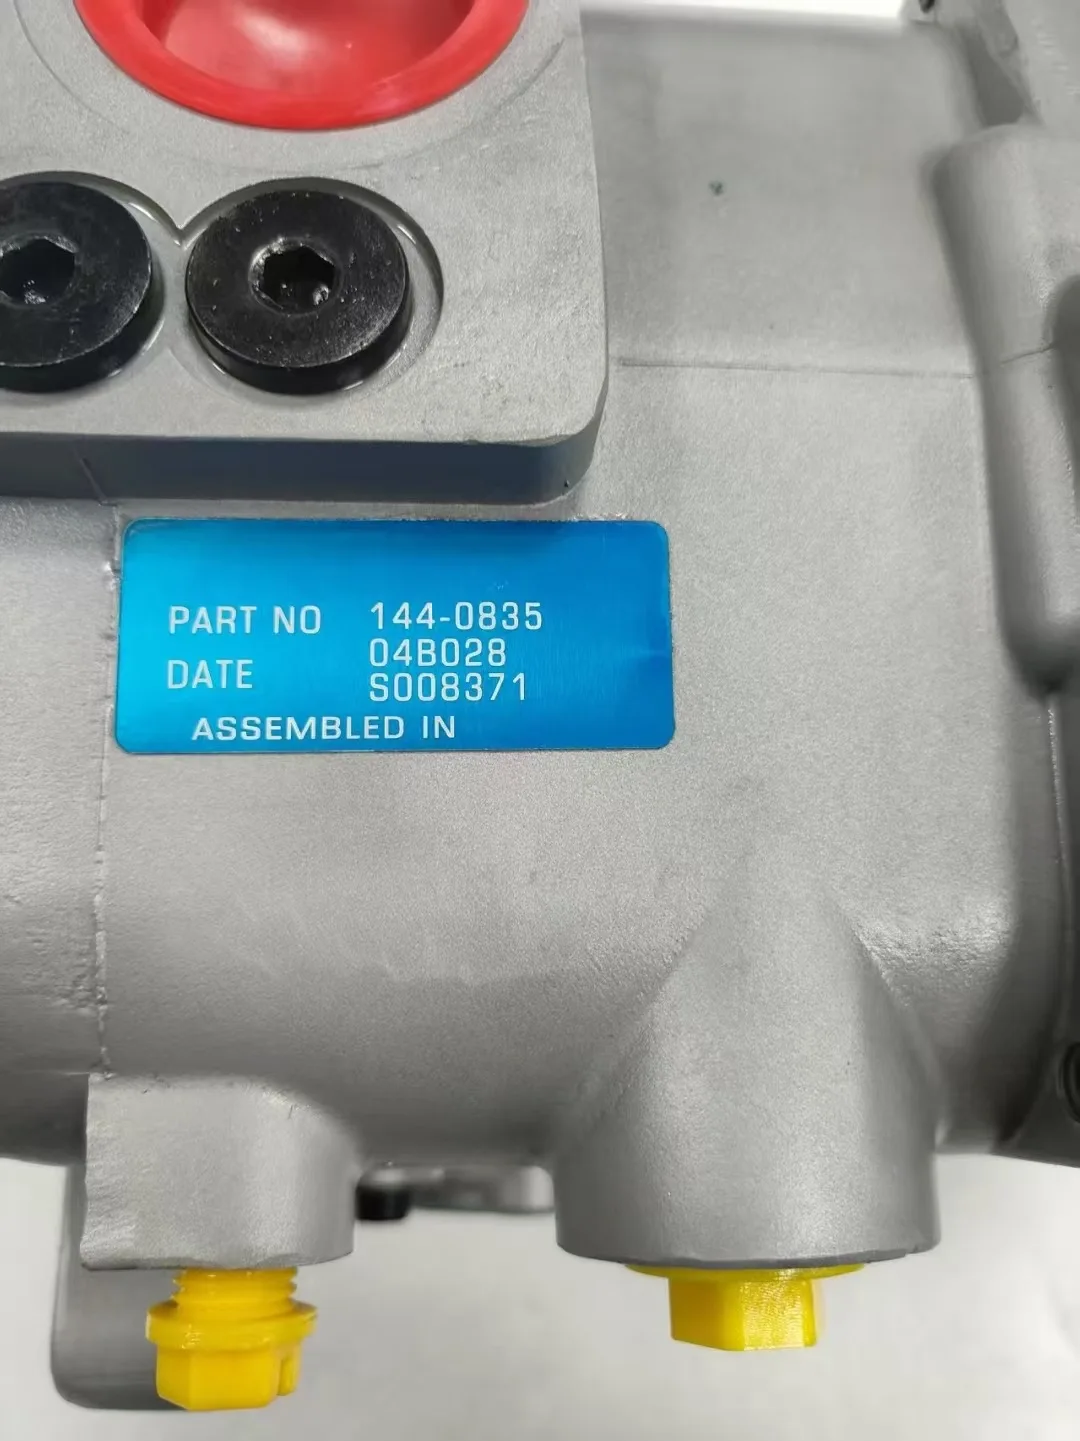 PART NO 144-0835
04B028
DATE
S008371
ASSEMBLED IN